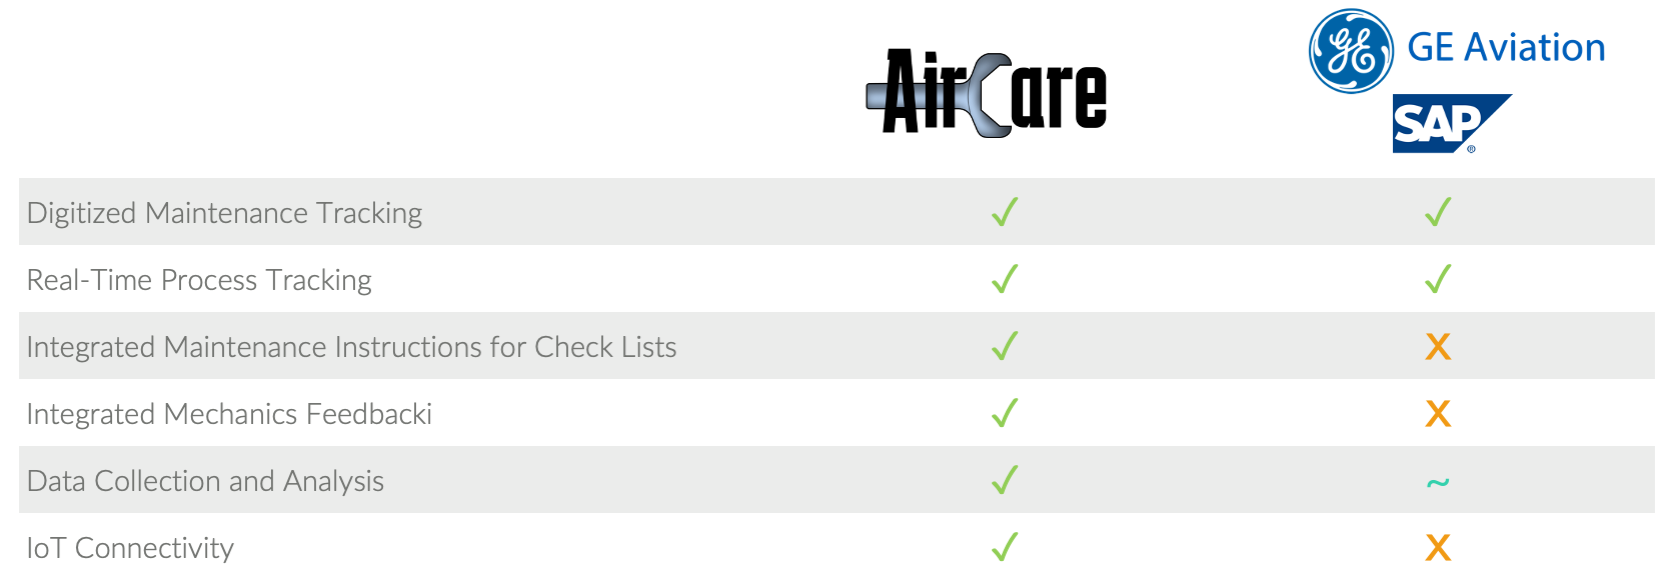 AirCare
GE GE Aviation
SAP®
Digitized Maintenance Tracking ✓ ✓
Real-Time Process Tracking ✓ ✓
Integrated Maintenance Instructions for Check Lists ✓ X
Integrated Mechanics Feedbacki ✓ X
Data Collection and Analysis ✓ ~
IoT Connectivity ✓ X